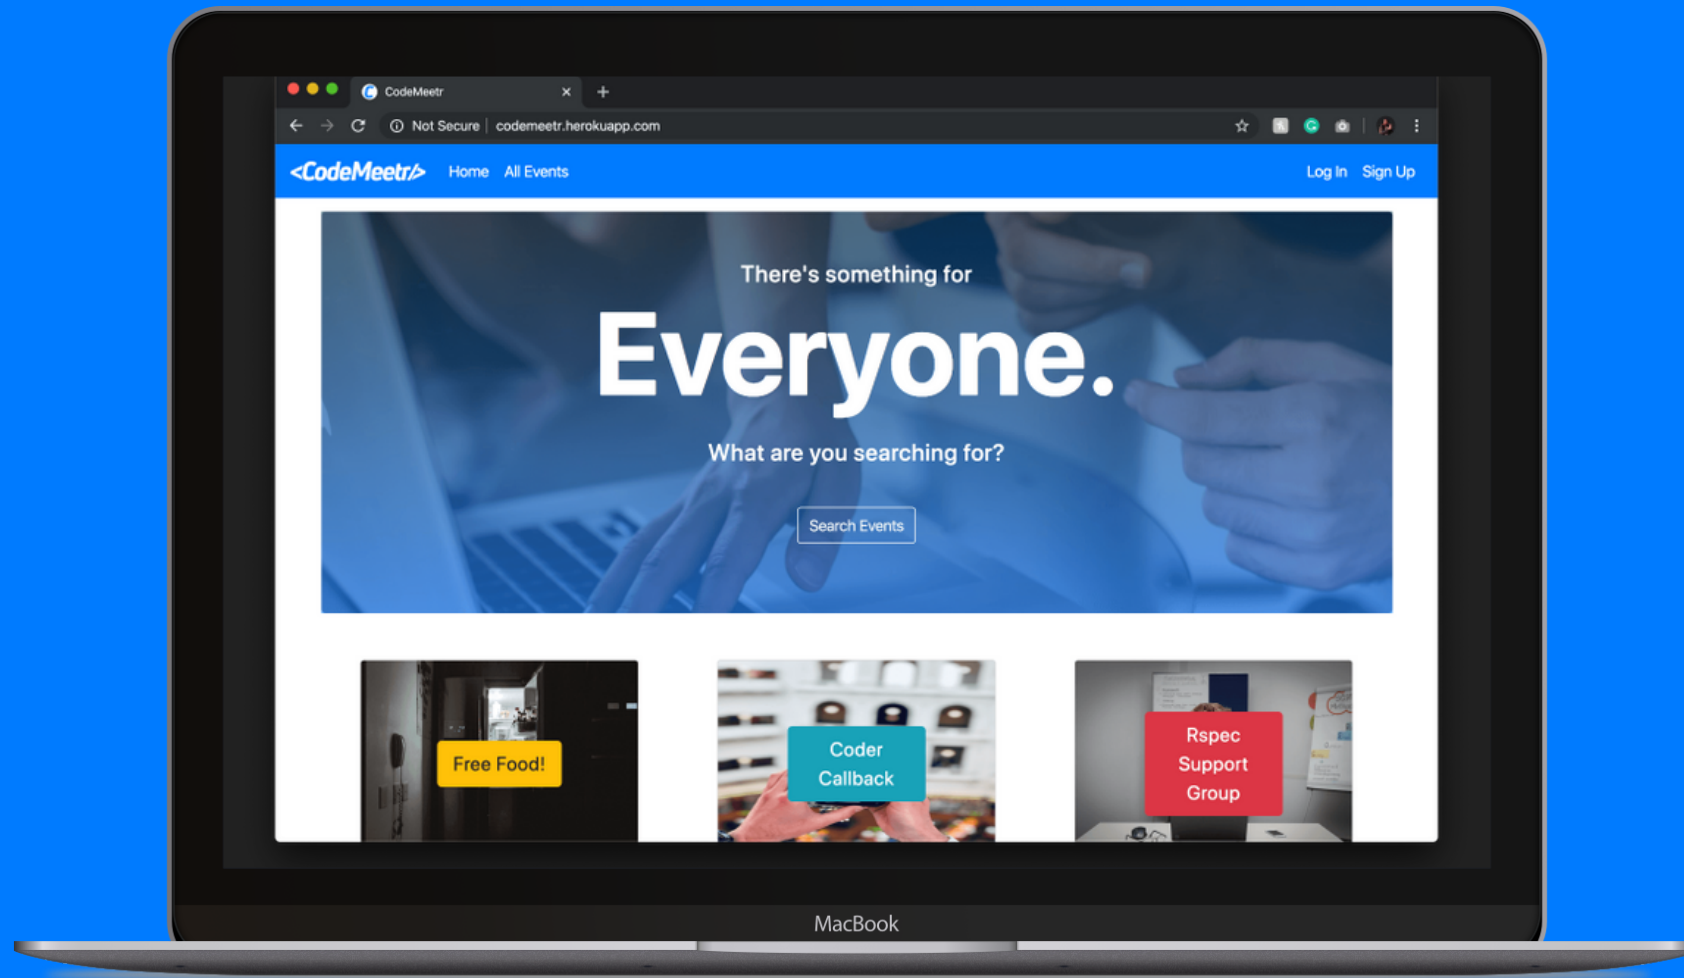 CodeMeetr
Not Secure | codemeetr.herokuapp.com
<CodeMeetr/> Home All Events Log In Sign Up
There's something for
Everyone.
What are you searching for?
Search Events
Free Food!
Coder
Callback
Rspec
Support
Group
MacBook